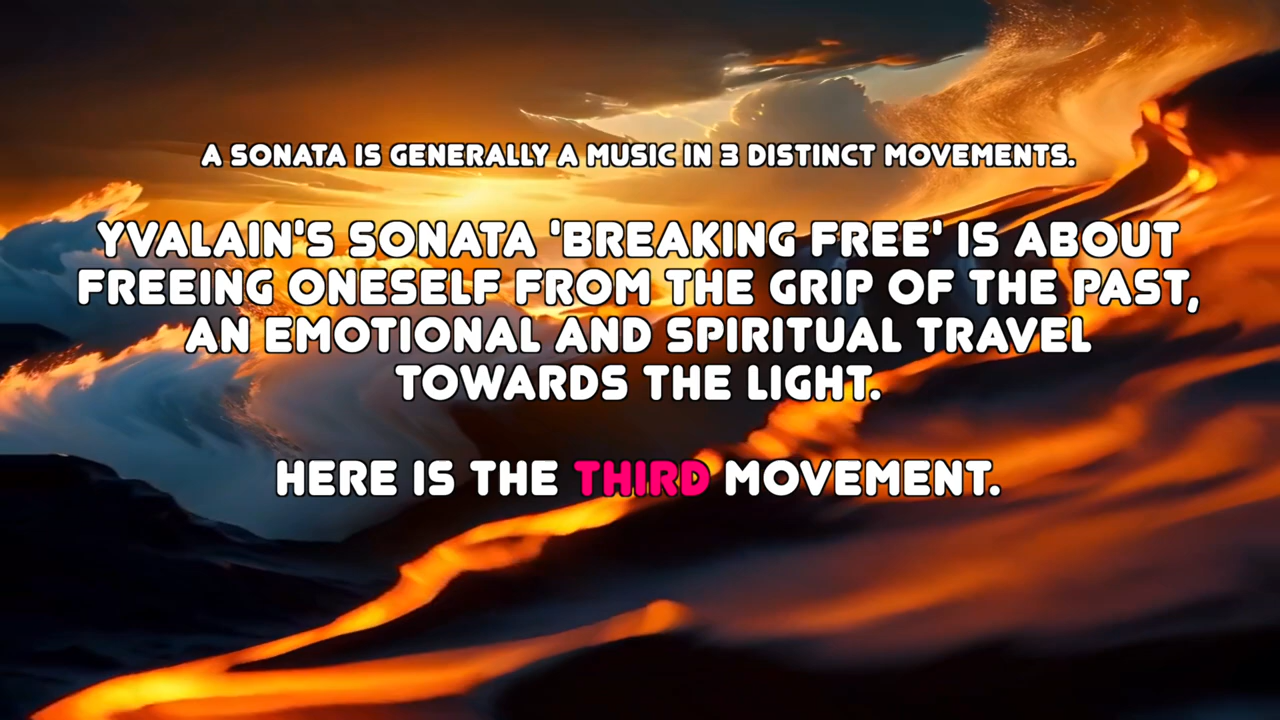 A SONATA IS GENERALLY A MUSIC IN 3 DISTINCT MOVEMENTS.
YVALAIN'S SONATA 'BREAKING FREE' IS ABOUT
FREEING ONESELF FROM THE GRIP OF THE PAST,
AN EMOTIONAL AND SPIRITUAL TRAVEL
TOWARDS THE LIGHT.
HERE IS THE THIRD MOVEMENT.